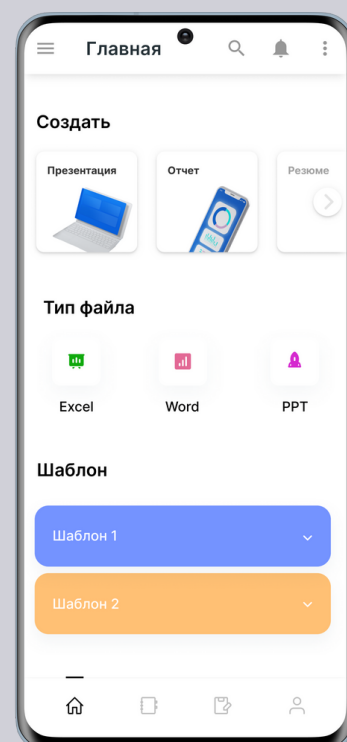 Главная
Создать
Презентация
Отчет
Резюме
Тип файла
Excel
Word
PPT
Шаблон
Шаблон 1
Шаблон 2